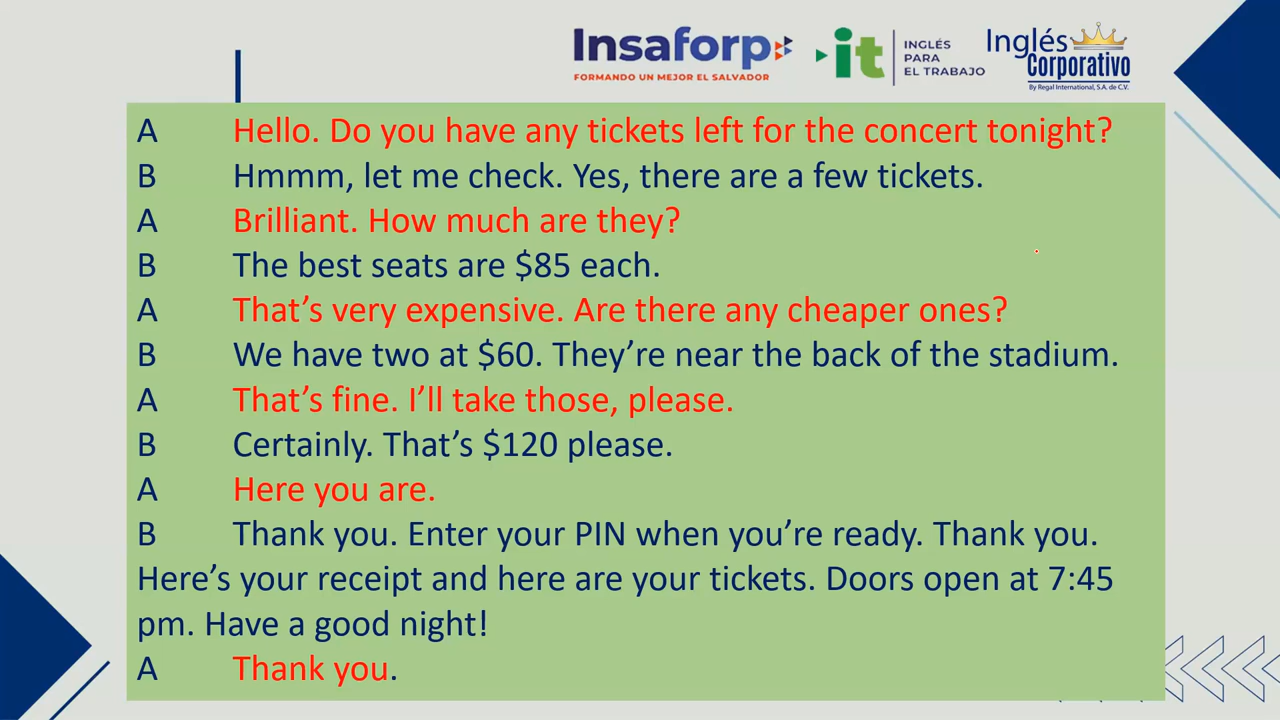 Insaforp
FORMANDO UN MEJOR EL SALVADOR
it
INGLÉS
PARA
EL TRABAJO
Inglés
Corporativo
By Regal International, S.A. de C.V.
A Hello. Do you have any tickets left for the concert tonight?
B Hmmm, let me check. Yes, there are a few tickets.
A Brilliant. How much are they?
B The best seats are $85 each.
A That’s very expensive. Are there any cheaper ones?
B We have two at $60. They’re near the back of the stadium.
A That’s fine. I’ll take those, please.
B Certainly. That’s $120 please.
A Here you are.
B Thank you. Enter your PIN when you’re ready. Thank you.
Here’s your receipt and here are your tickets. Doors open at 7:45
pm. Have a good night!
A Thank you.